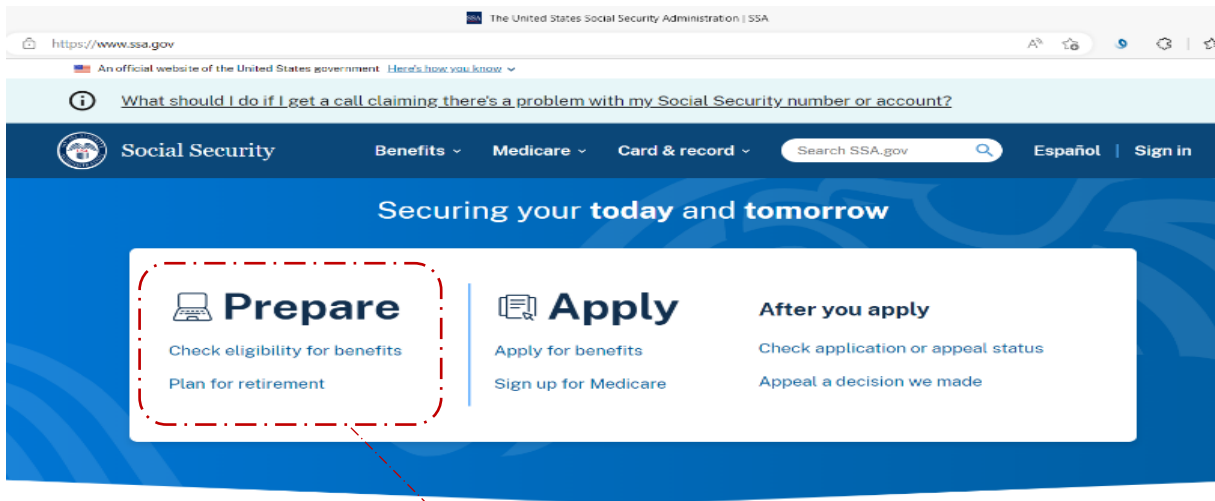 The United States Social Security Administration | SSA
https://www.ssa.gov
An official website of the United States government Here's how you know
What should I do if I get a call claiming there's a problem with my Social Security number or account?
Social Security Benefits Medicare Card & record Search SSA.gov Español | Sign in
Securing your today and tomorrow
Prepare
Check eligibility for benefits
Plan for retirement
Apply
Apply for benefits
Sign up for Medicare
After you apply
Check application or appeal status
Appeal a decision we made